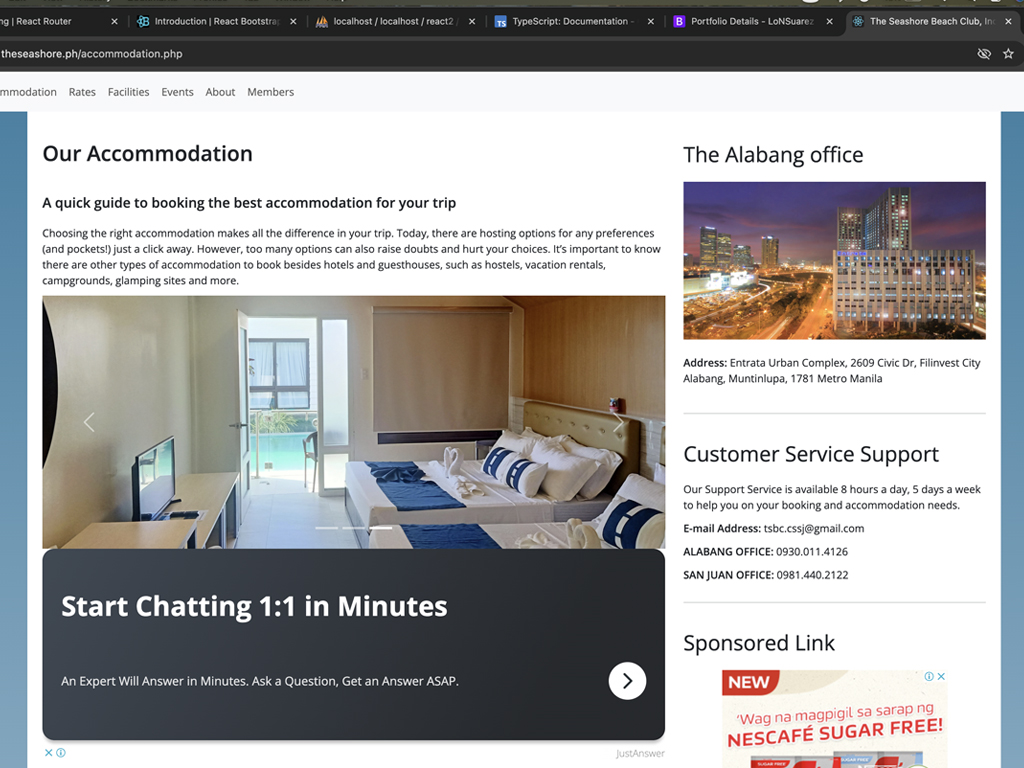 ng | React Router
Introduction | React Bootstrap
localhost / localhost / react2 /
TypeScript: Documentation -
Portfolio Details - LoNSuarez
The Seashore Beach Club, Inc
theseashore.ph/accommodation.php
mmodation Rates Facilities Events About Members
Our Accommodation
A quick guide to booking the best accommodation for your trip
Choosing the right accommodation makes all the difference in your trip. Today, there are hosting options for any preferences
(and pockets!) just a click away. However, too many options can also raise doubts and hurt your choices. It's important to know
there are other types of accommodation to book besides hotels and guesthouses, such as hostels, vacation rentals,
campgrounds, glamping sites and more.
Start Chatting 1:1 in Minutes
An Expert Will Answer in Minutes. Ask a Question, Get an Answer ASAP.
JustAnswer
The Alabang office
Address: Entrata Urban Complex, 2609 Civic Dr, Filinvest City
Alabang, Muntinlupa, 1781 Metro Manila
Customer Service Support
Our Support Service is available 8 hours a day, 5 days a week
to help you on your booking and accommodation needs.
E-mail Address: tsbc.cssj@gmail.com
ALABANG OFFICE: 0930.011.4126
SAN JUAN OFFICE: 0981.440.2122
Sponsored Link
NEW
'Wag na magpigil sa sarap ng
NESCAFÉ SUGAR FREE!
SUGAR FREE
SUGAR FREE